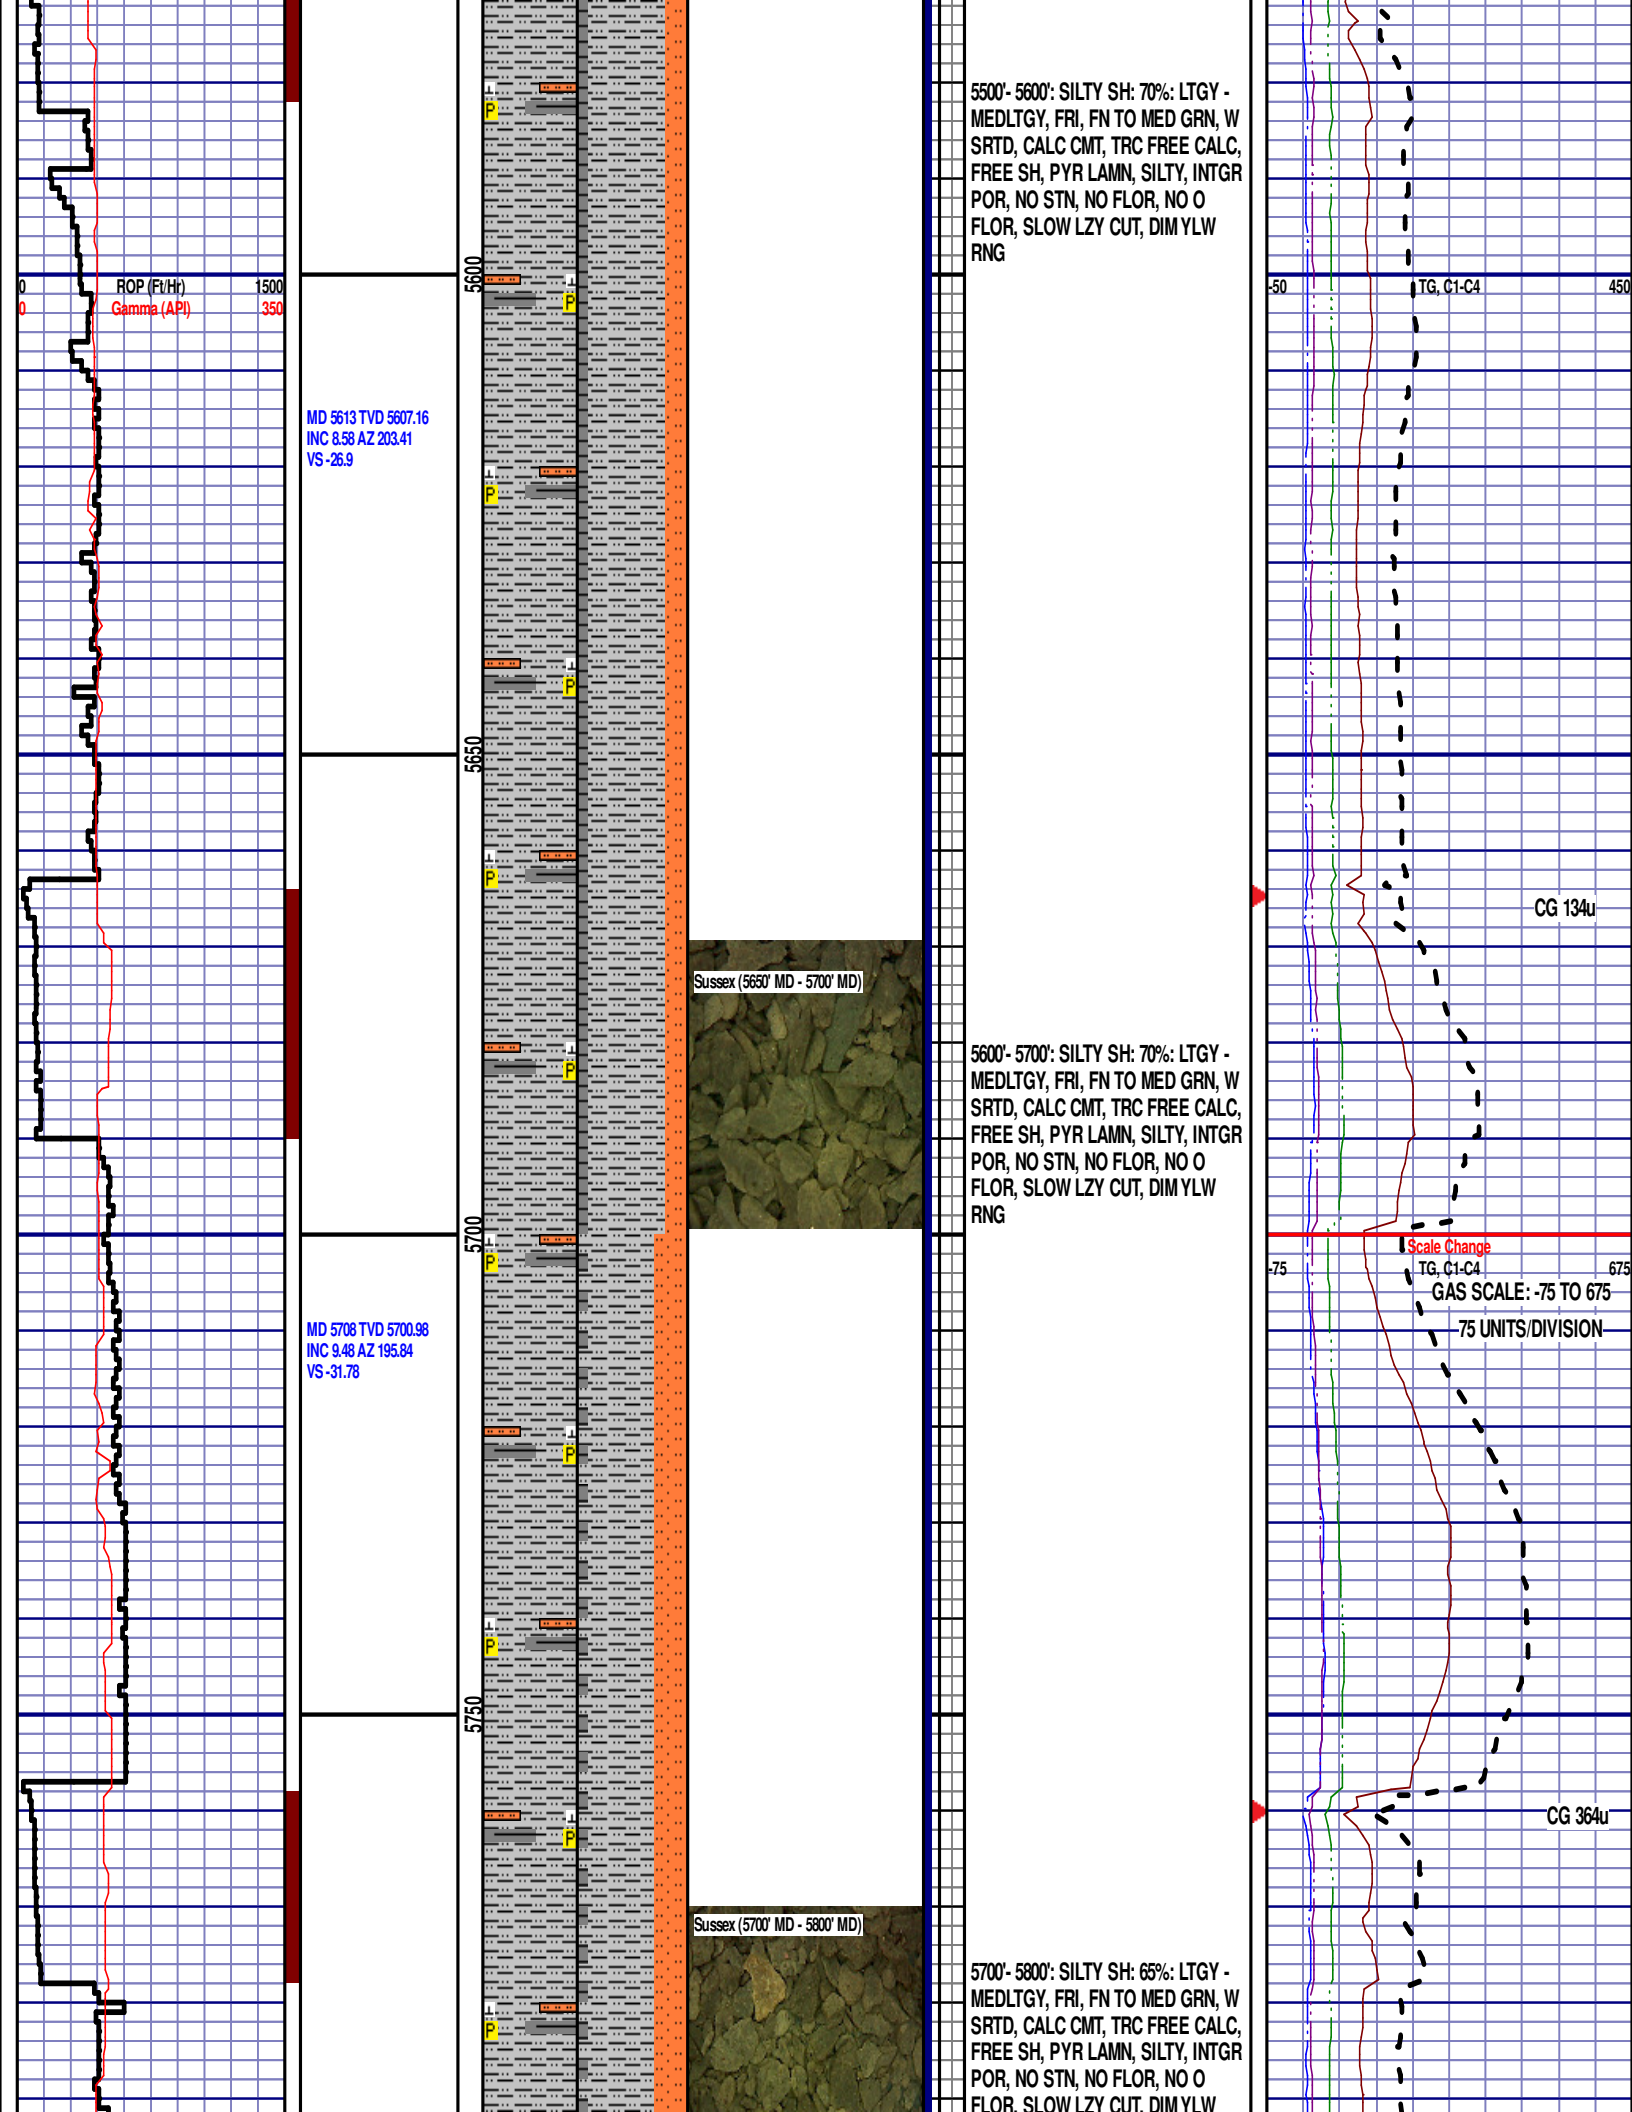 5500'- 5600': SILTY SH: 70%: LTGY -
MEDLTGY, FRI, FN TO MED GRN, W
SRTD, CALC CMT, TRC FREE CALC,
FREE SH, PYR LAMN, SILTY, INTGR
POR, NO STN, NO FLOR, NO O
FLOR, SLOW LZY CUT, DIM YLW
RNG
0 ROP (Ft/Hr) 1500
0 Gamma (API) 350
5600
-50 TG, C1-C4 450
MD 5613 TVD 5607.16
INC 8.58 AZ 203.41
VS -26.9
5650
CG 134u
Sussex (5650' MD - 5700' MD)
5600'- 5700': SILTY SH: 70%: LTGY -
MEDLTGY, FRI, FN TO MED GRN, W
SRTD, CALC CMT, TRC FREE CALC,
FREE SH, PYR LAMN, SILTY, INTGR
POR, NO STN, NO FLOR, NO O
FLOR, SLOW LZY CUT, DIM YLW
RNG
5700
Scale Change
-75 TG, C1-C4 675
GAS SCALE: -75 TO 675
75 UNITS/DIVISION
MD 5708 TVD 5700.98
INC 9.48 AZ 195.84
VS -31.78
5750
CG 364u
Sussex (5700' MD - 5800' MD)
5700'- 5800': SILTY SH: 65%: LTGY -
MEDLTGY, FRI, FN TO MED GRN, W
SRTD, CALC CMT, TRC FREE CALC,
FREE SH, PYR LAMN, SILTY, INTGR
POR, NO STN, NO FLOR, NO O
FLOR, SLOW LZY CUT, DIM YLW
P
P
P
P
P
P
P
P
P
P
P